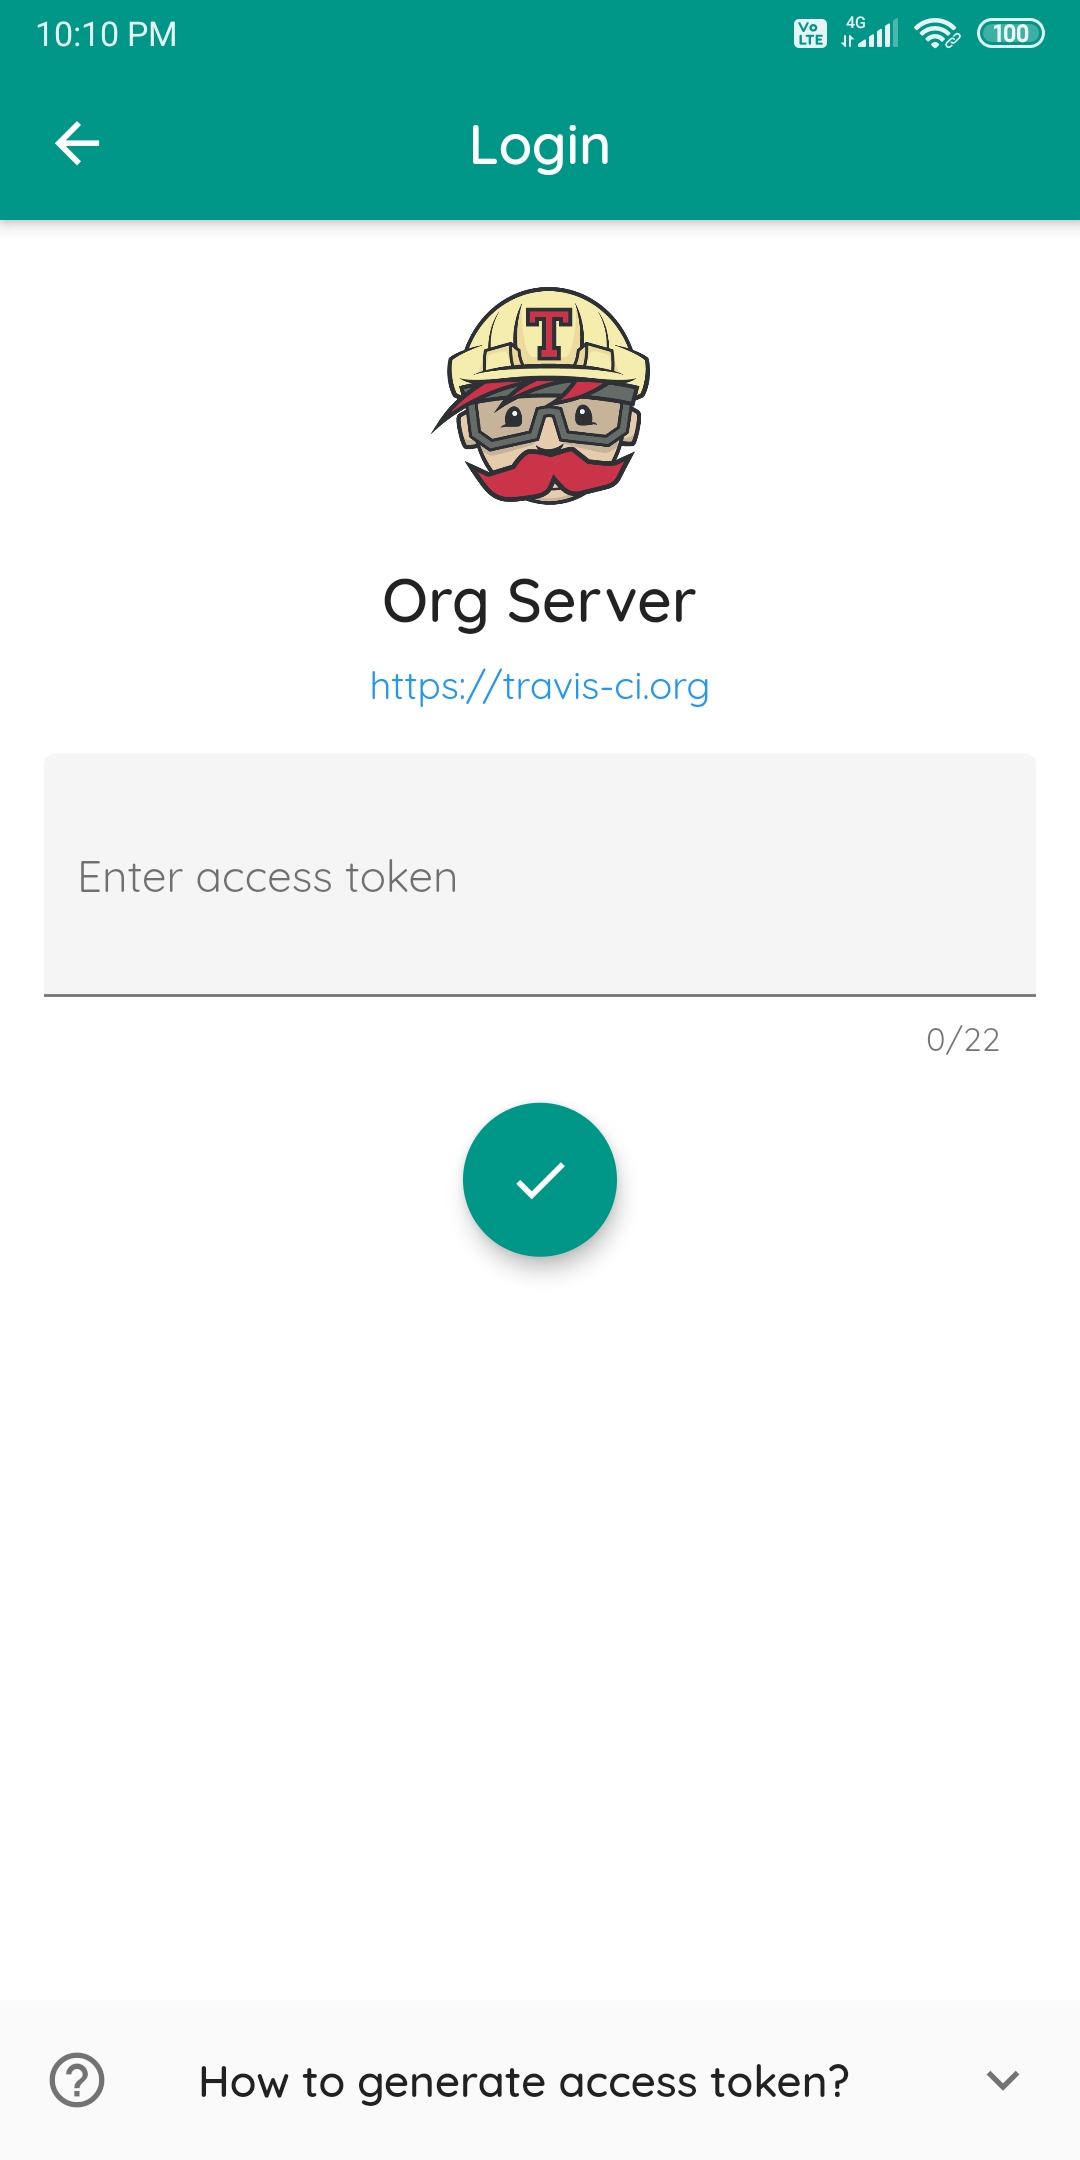 10:10 PM
Vo LTE 4G 100
Login
T
Org Server
https://travis-ci.org
Enter access token
0/22
How to generate access token?